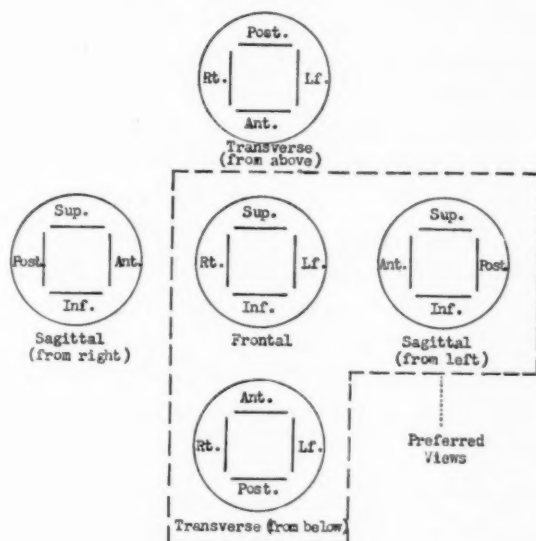 Post.
Rt. Lf.
Ant.
Transverse
(from above)
Sup.
Post. Ant.
Inf.
Sagittal
(from right)
Sup.
Rt. Lf.
Inf.
Frontal
Sup.
Ant. Post.
Inf.
Sagittal
(from left)
Ant.
Rt. Lf.
Post.
Transverse (from below)
Preferred
Views